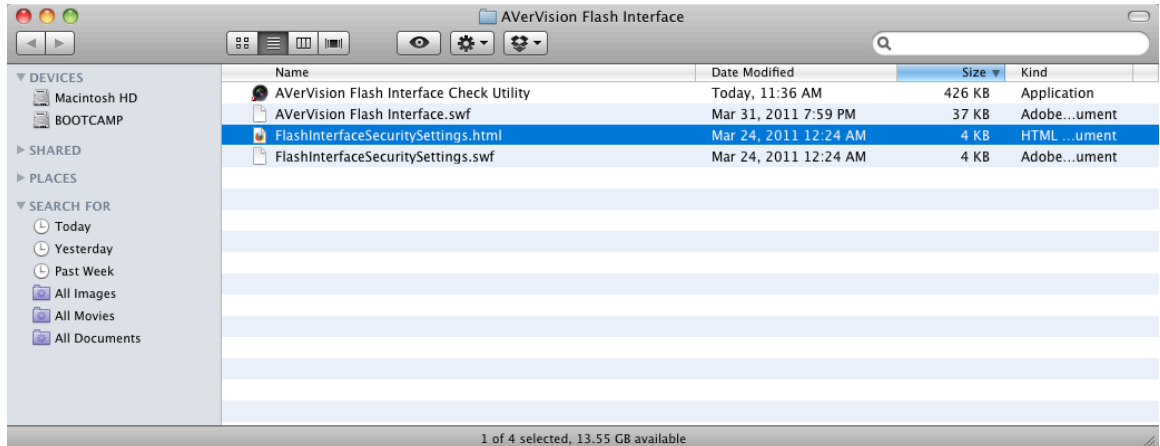 AVerVision Flash Interface
DEVICES
Macintosh HD
BOOTCAMP
SHARED
PLACES
SEARCH FOR
Today
Yesterday
Past Week
All Images
All Movies
All Documents
Name Date Modified Size Kind
AVerVision Flash Interface Check Utility Today, 11:36 AM 426 KB Application
AVerVision Flash Interface.swf Mar 31, 2011 7:59 PM 37 KB Adobe...ument
FlashInterfaceSecuritySettings.html Mar 24, 2011 12:24 AM 4 KB HTML ...ument
FlashInterfaceSecuritySettings.swf Mar 24, 2011 12:24 AM 4 KB Adobe...ument
1 of 4 selected, 13.55 GB available